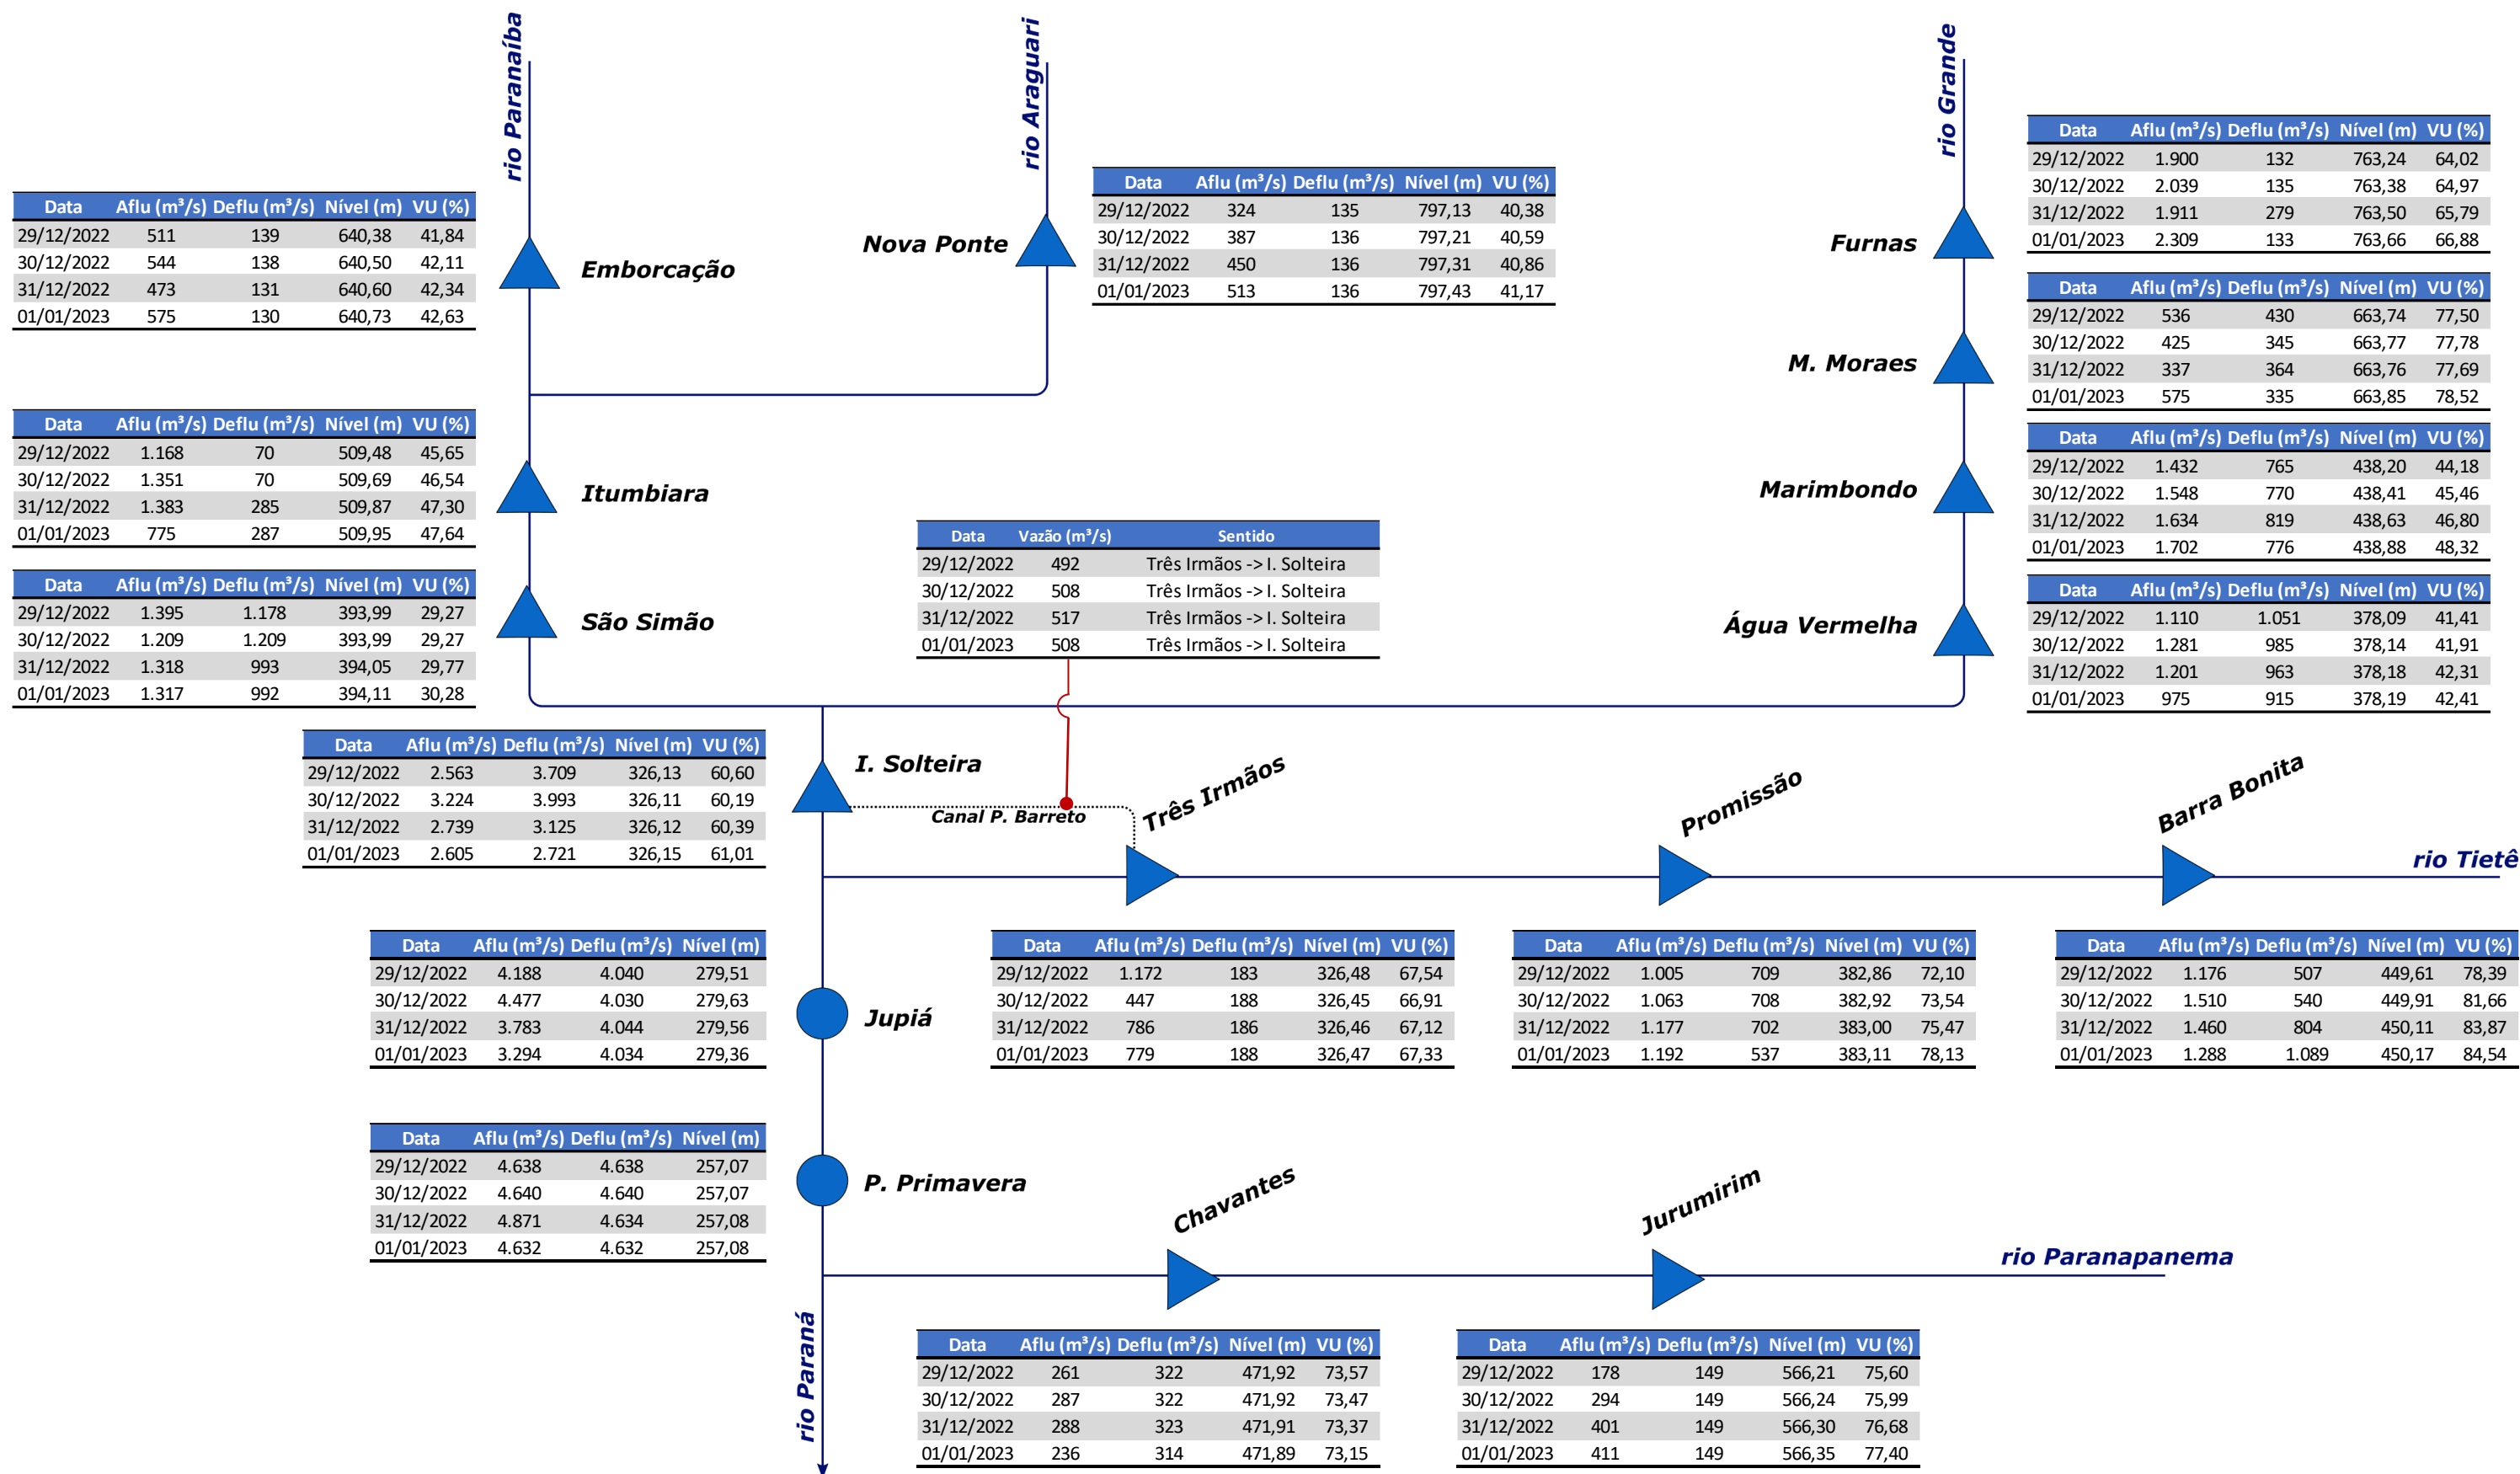 rio Paranaíba
rio Araguari
rio Grande
Data Aflu (m³/s) Deflu (m³/s) Nível (m) VU (%)
29/12/2022 511 139 640,38 41,84
30/12/2022 544 138 640,50 42,11
31/12/2022 473 131 640,60 42,34
01/01/2023 575 130 640,73 42,63
Emborcação
Nova Ponte
Data Aflu (m³/s) Deflu (m³/s) Nível (m) VU (%)
29/12/2022 324 135 797,13 40,38
30/12/2022 387 136 797,21 40,59
31/12/2022 450 136 797,31 40,86
01/01/2023 513 136 797,43 41,17
Furnas
Data Aflu (m³/s) Deflu (m³/s) Nível (m) VU (%)
29/12/2022 1.900 132 763,24 64,02
30/12/2022 2.039 135 763,38 64,97
31/12/2022 1.911 279 763,50 65,79
01/01/2023 2.309 133 763,66 66,88
M. Moraes
Data Aflu (m³/s) Deflu (m³/s) Nível (m) VU (%)
29/12/2022 536 430 663,74 77,50
30/12/2022 425 345 663,77 77,78
31/12/2022 337 364 663,76 77,69
01/01/2023 575 335 663,85 78,52
Data Aflu (m³/s) Deflu (m³/s) Nível (m) VU (%)
29/12/2022 1.168 70 509,48 45,65
30/12/2022 1.351 70 509,69 46,54
31/12/2022 1.383 285 509,87 47,30
01/01/2023 775 287 509,95 47,64
Itumbiara
Marimbondo
Data Aflu (m³/s) Deflu (m³/s) Nível (m) VU (%)
29/12/2022 1.432 765 438,20 44,18
30/12/2022 1.548 770 438,41 45,46
31/12/2022 1.634 819 438,63 46,80
01/01/2023 1.702 776 438,88 48,32
Data Aflu (m³/s) Deflu (m³/s) Nível (m) VU (%)
29/12/2022 1.395 1.178 393,99 29,27
30/12/2022 1.209 1.209 393,99 29,27
31/12/2022 1.318 993 394,05 29,77
01/01/2023 1.317 992 394,11 30,28
São Simão
Data Vazão (m³/s) Sentido
29/12/2022 492 Três Irmãos -> I. Solteira
30/12/2022 508 Três Irmãos -> I. Solteira
31/12/2022 517 Três Irmãos -> I. Solteira
01/01/2023 508 Três Irmãos -> I. Solteira
Água Vermelha
Data Aflu (m³/s) Deflu (m³/s) Nível (m) VU (%)
29/12/2022 1.110 1.051 378,09 41,41
30/12/2022 1.281 985 378,14 41,91
31/12/2022 1.201 963 378,18 42,31
01/01/2023 975 915 378,19 42,41
Data Aflu (m³/s) Deflu (m³/s) Nível (m) VU (%)
29/12/2022 2.563 3.709 326,13 60,60
30/12/2022 3.224 3.993 326,11 60,19
31/12/2022 2.739 3.125 326,12 60,39
01/01/2023 2.605 2.721 326,15 61,01
I. Solteira
Canal P. Barreto
Três Irmãos
Promissão
Barra Bonita
rio Tietê
Data Aflu (m³/s) Deflu (m³/s) Nível (m)
29/12/2022 4.188 4.040 279,51
30/12/2022 4.477 4.030 279,63
31/12/2022 3.783 4.044 279,56
01/01/2023 3.294 4.034 279,36
Jupiá
Data Aflu (m³/s) Deflu (m³/s) Nível (m) VU (%)
29/12/2022 1.172 183 326,48 67,54
30/12/2022 447 188 326,45 66,91
31/12/2022 786 186 326,46 67,12
01/01/2023 779 188 326,47 67,33
Data Aflu (m³/s) Deflu (m³/s) Nível (m) VU (%)
29/12/2022 1.005 709 382,86 72,10
30/12/2022 1.063 708 382,92 73,54
31/12/2022 1.177 702 383,00 75,47
01/01/2023 1.192 537 383,11 78,13
Data Aflu (m³/s) Deflu (m³/s) Nível (m) VU (%)
29/12/2022 1.176 507 449,61 78,39
30/12/2022 1.510 540 449,91 81,66
31/12/2022 1.460 804 450,11 83,87
01/01/2023 1.288 1.089 450,17 84,54
Data Aflu (m³/s) Deflu (m³/s) Nível (m)
29/12/2022 4.638 4.638 257,07
30/12/2022 4.640 4.640 257,07
31/12/2022 4.871 4.634 257,08
01/01/2023 4.632 4.632 257,08
P. Primavera
Chavantes
Jurumirim
rio Paranapanema
rio Paraná
Data Aflu (m³/s) Deflu (m³/s) Nível (m) VU (%)
29/12/2022 261 322 471,92 73,57
30/12/2022 287 322 471,92 73,47
31/12/2022 288 323 471,91 73,37
01/01/2023 236 314 471,89 73,15
Data Aflu (m³/s) Deflu (m³/s) Nível (m) VU (%)
29/12/2022 178 149 566,21 75,60
30/12/2022 294 149 566,24 75,99
31/12/2022 401 149 566,30 76,68
01/01/2023 411 149 566,35 77,40